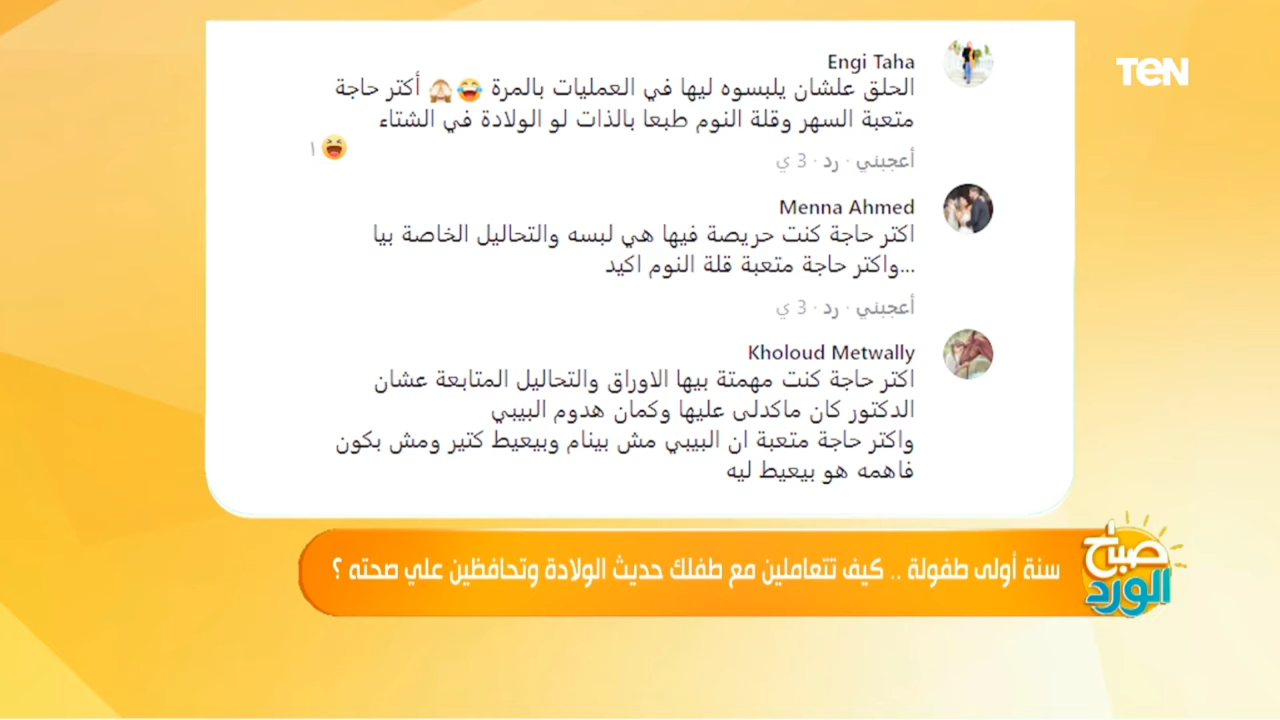 TEN
Engi Taha
الحلق علشان يلبسوه ليها في العمليات بالمرة 😂🙈 أكتر حاجة
متعبة السهر وقلة النوم طبعا بالذات لو الولادة في الشتاء
😆 ١
أعجبني · رد · 3 ي
Menna Ahmed
اكتر حاجة كنت حريصة فيها هي لبسه والتحاليل الخاصة بيا
...واكتر حاجة متعبة قلة النوم اكيد
أعجبني · رد · 3 ي
Kholoud Metwally
اكتر حاجة كنت مهمتة بيها الاوراق والتحاليل المتابعة عشان
الدكتور كان ماكدلى عليها وكمان هدوم البيبي
واكتر حاجة متعبة ان البيبي مش بينام وبيعيط كتير ومش بكون
فاهمه هو بيعيط ليه
سنة أولى طفولة .. كيف تتعاملين مع طفلك حديث الولادة وتحافظين علي صحته ؟
صباح
الورد